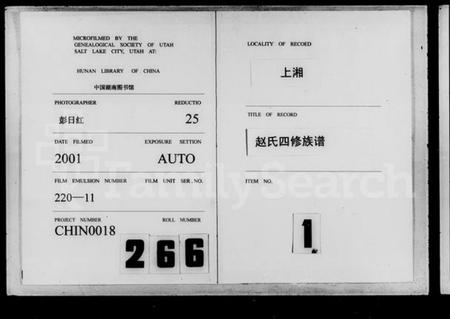 MICROFILMED BY THE
GENEALOGICAL SOCIETY OF UTAH
SALT LAKE CITY, UTAH AT:
HUNAN LIBRARY OF CHINA
中国湖南图书馆
PHOTOGRAPHER REDUCTIO
彭日红 25
DATE FILMED EXPOSURE SETTION
2001 AUTO
FILM EMULSION NUMBER FILM UNIT SER. NO.
220—11
PROJECT NUMBER ROLL NUMBER
CHIN0018 266
LOCALITY OF RECOED
上湘
TITLE OF RECORD
赵氏四修族谱
ITEM NO.
1
FamilySearch